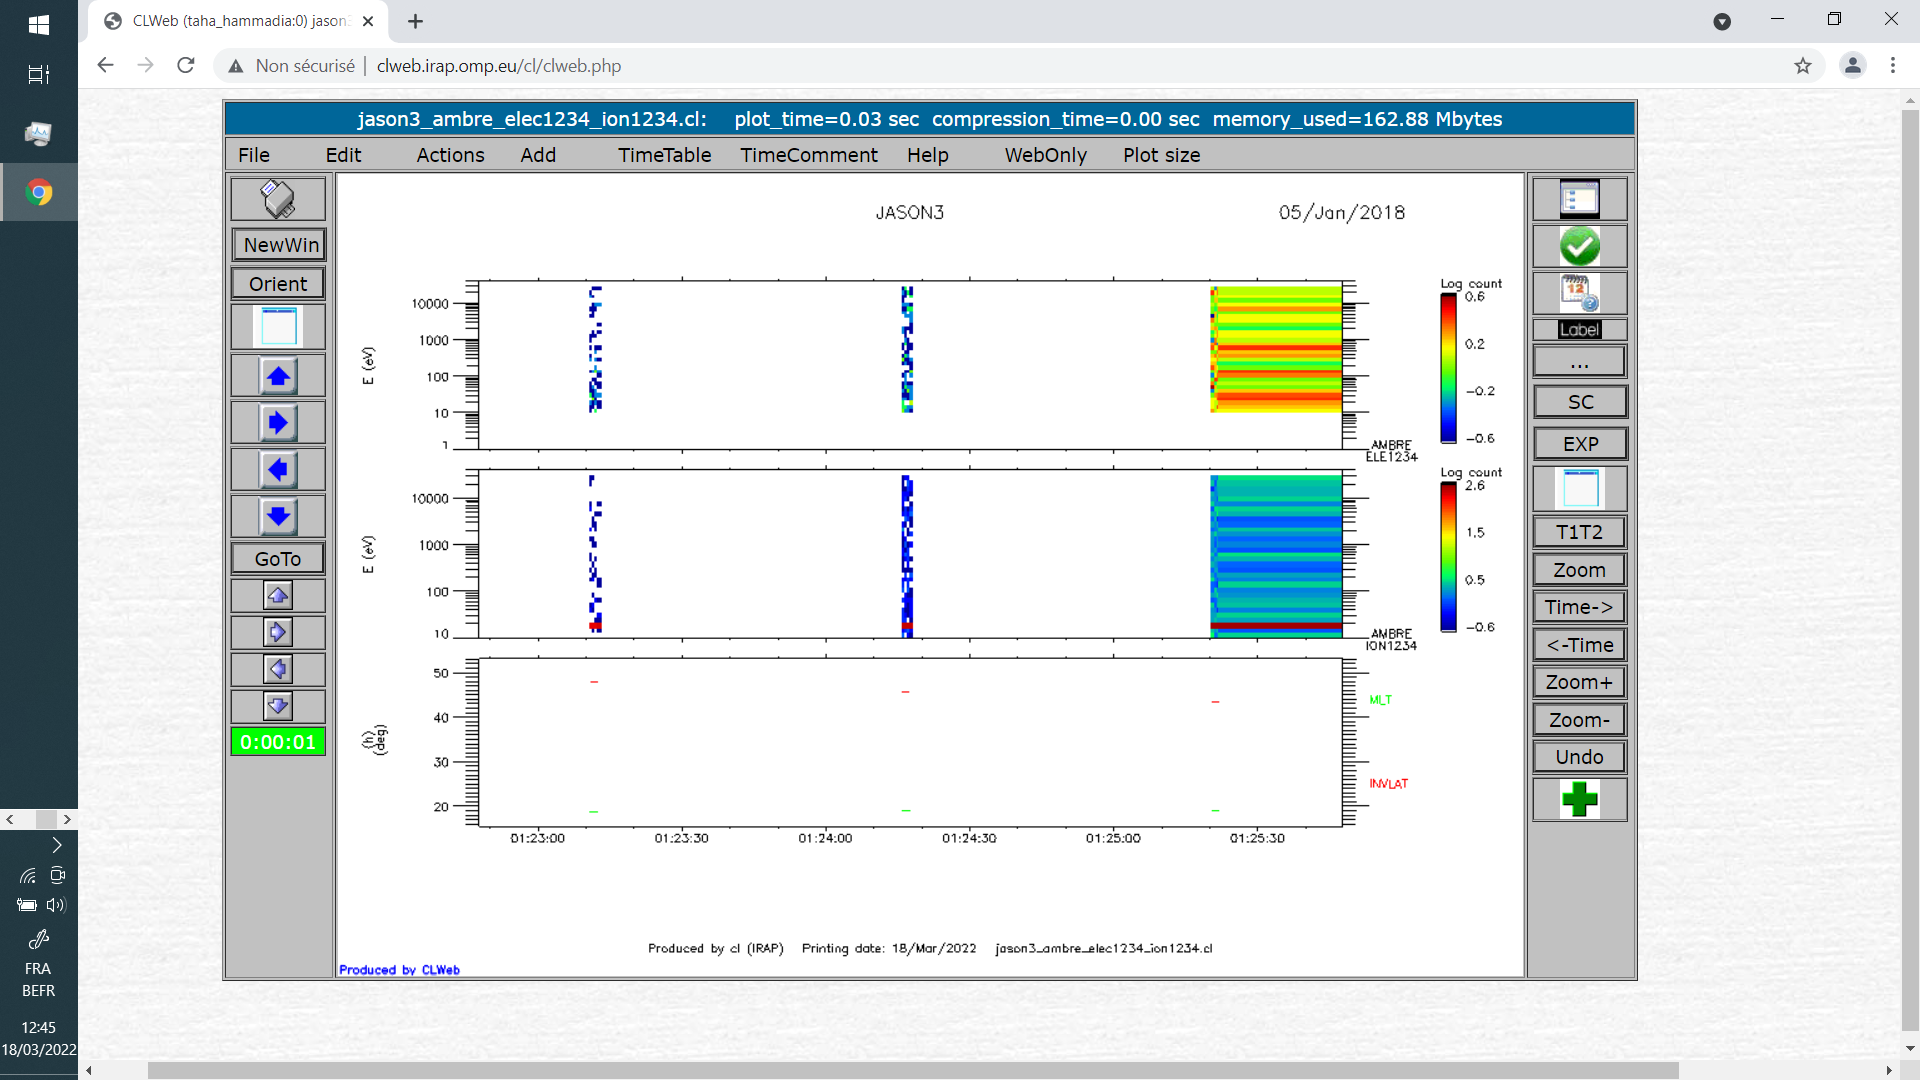 CLWeb (taha_hammadia:0) jason3
Non sécurisé | clweb.irap.omp.eu/cl/clweb.php
jason3_ambre_elec1234_ion1234.cl: plot_time=0.03 sec compression_time=0.00 sec memory_used=162.88 Mbytes
File Edit Actions Add TimeTable TimeComment Help WebOnly Plot size
NewWin
Orient
GoTo
0:00:01
JASON3 05/Jan/2018
10000
1000
100
10
1
E (eV)
AMBRE
ELE1234
Log count
0.6
0.2
-0.2
-0.6
10000
1000
100
10
E (eV)
AMBRE
ION1234
Log count
2.6
1.5
0.5
-0.6
50
40
30
20
(h)
(deg)
MLT
INVLAT
01:23:00 01:23:30 01:24:00 01:24:30 01:25:00 01:25:30
Produced by cl (IRAP) Printing date: 18/Mar/2022 jason3_ambre_elec1234_ion1234.cl
Produced by CLWeb
12
Label
...
SC
EXP
T1T2
Zoom
Time->
<-Time
Zoom+
Zoom-
Undo
FRA
BEFR
12:45
18/03/2022